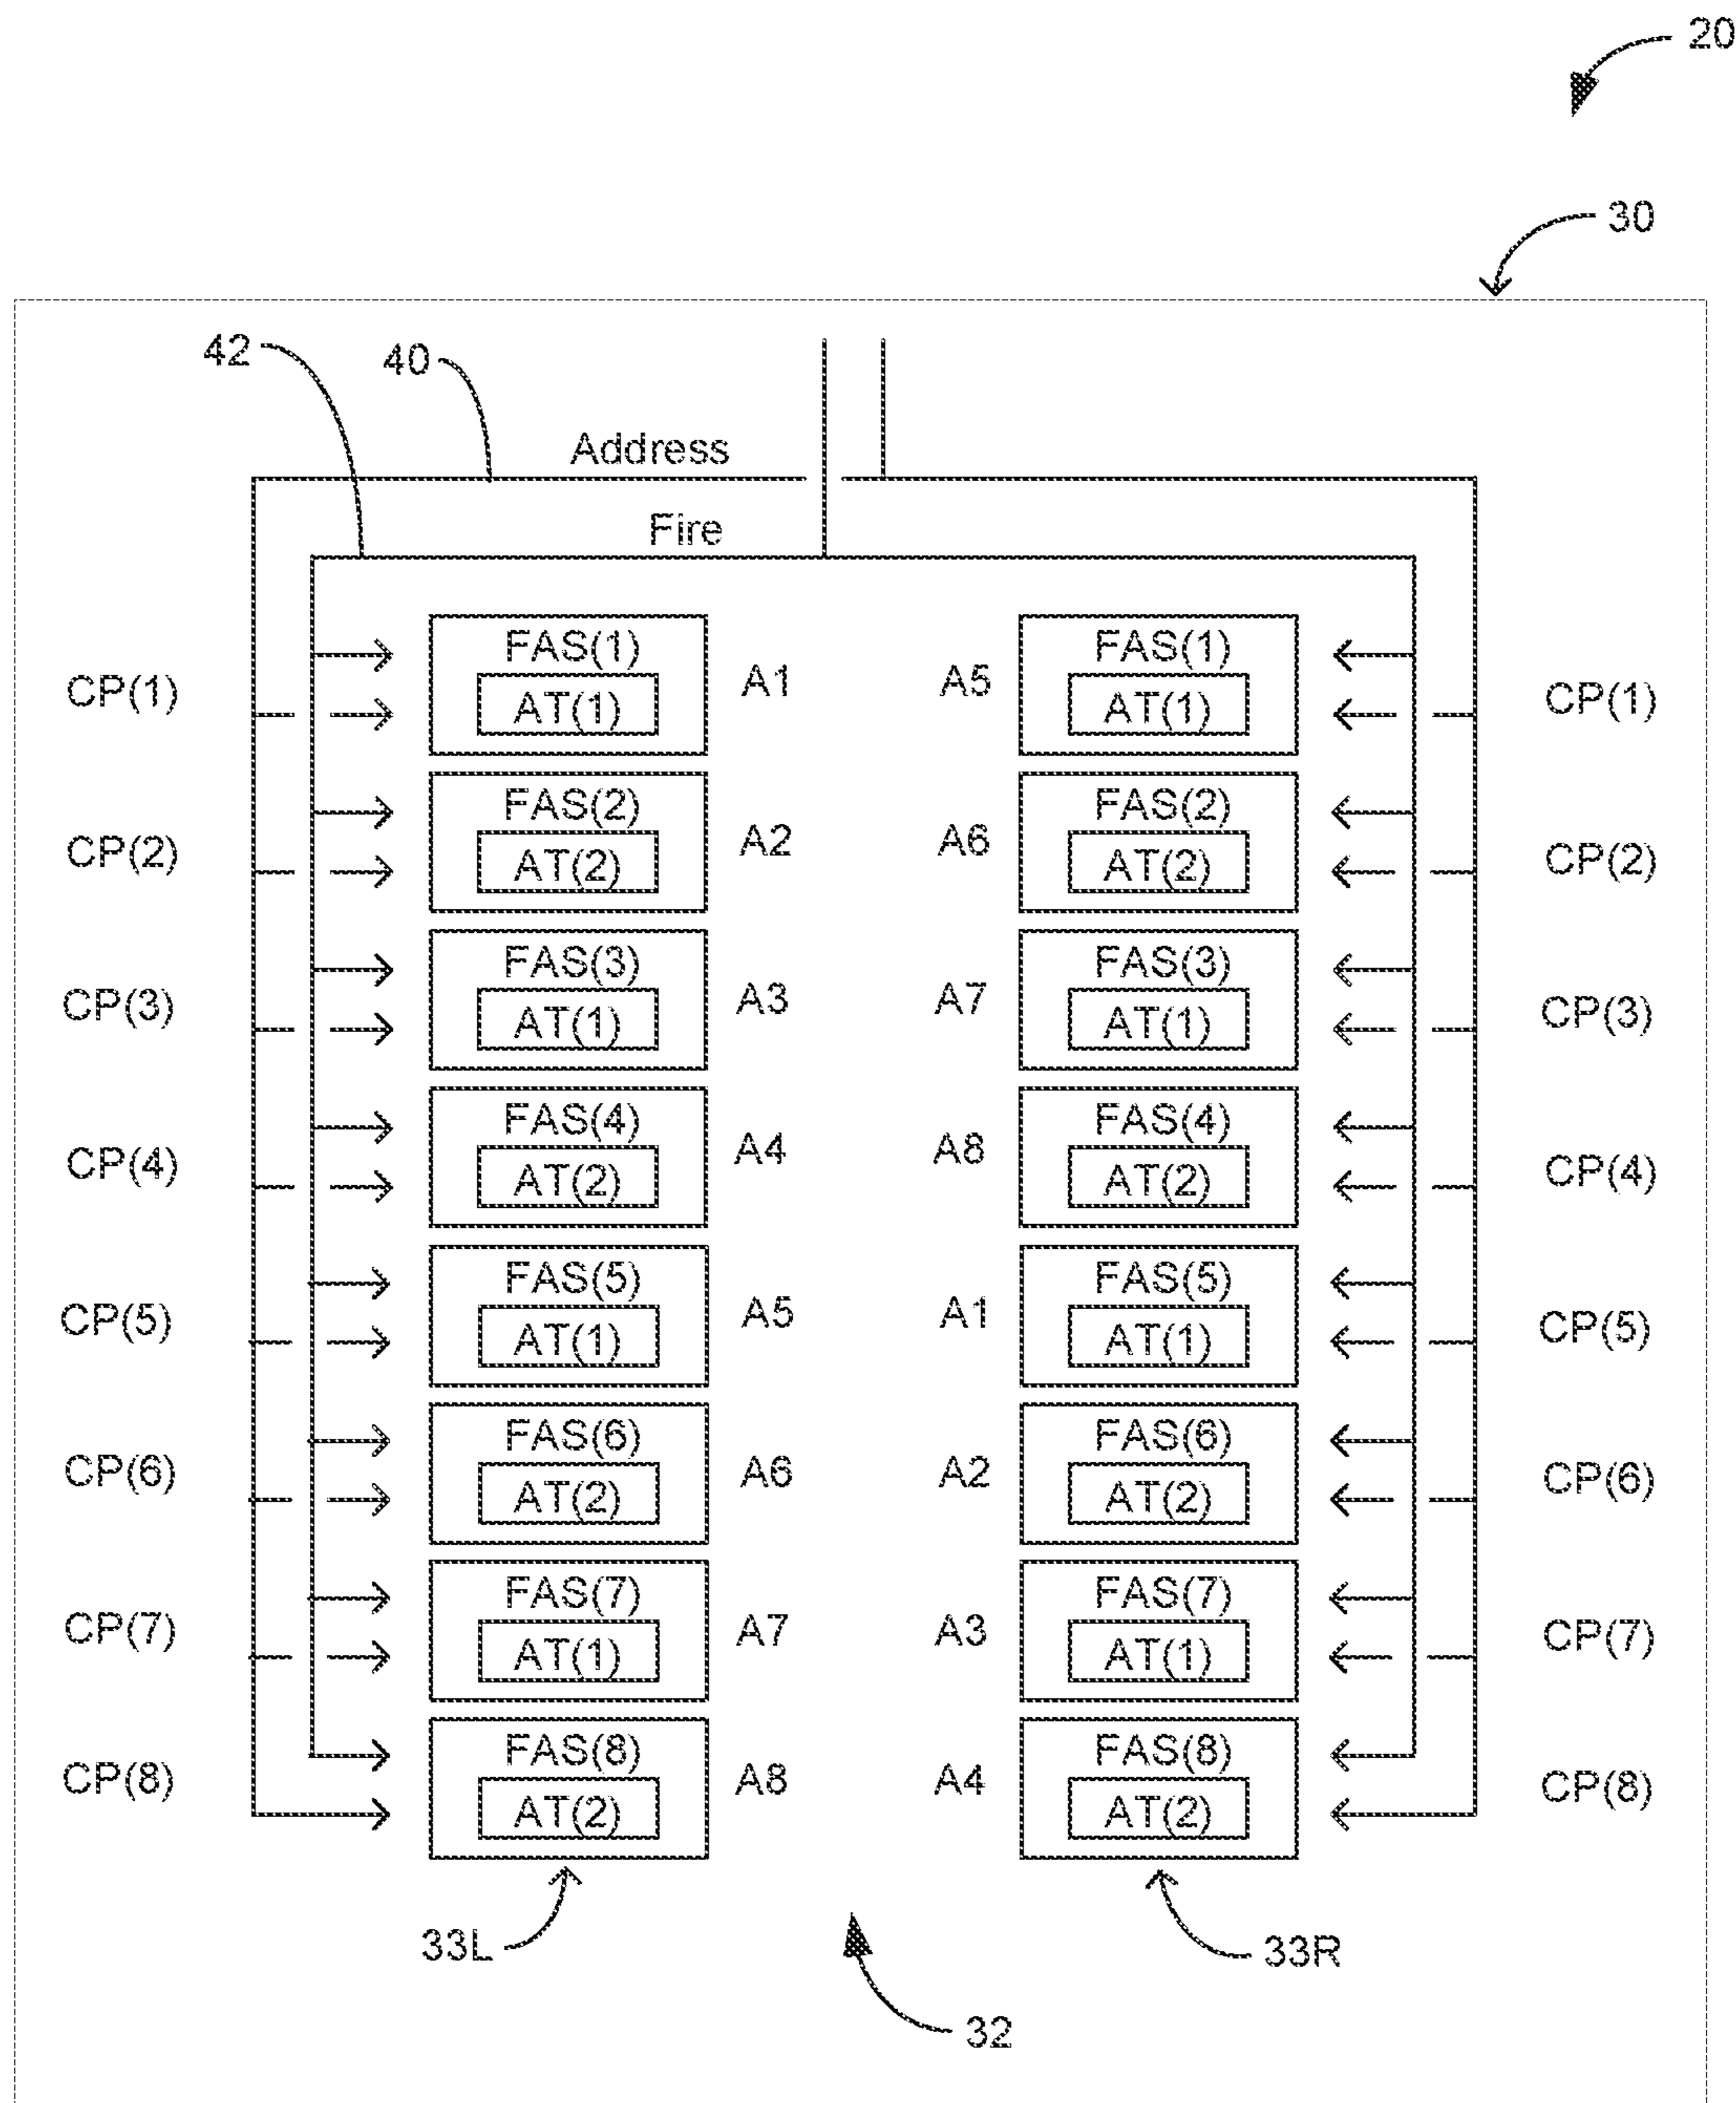 20
30
42
40
Address
Fire
CP(1) FAS(1) A1 A5 FAS(1) CP(1)
AT(1) AT(1)
CP(2) FAS(2) A2 A6 FAS(2) CP(2)
AT(2) AT(2)
CP(3) FAS(3) A3 A7 FAS(3) CP(3)
AT(1) AT(1)
CP(4) FAS(4) A4 A8 FAS(4) CP(4)
AT(2) AT(2)
CP(5) FAS(5) A5 A1 FAS(5) CP(5)
AT(1) AT(1)
CP(6) FAS(6) A6 A2 FAS(6) CP(6)
AT(2) AT(2)
CP(7) FAS(7) A7 A3 FAS(7) CP(7)
AT(1) AT(1)
CP(8) FAS(8) A8 A4 FAS(8) CP(8)
AT(2) AT(2)
33L 33R
32